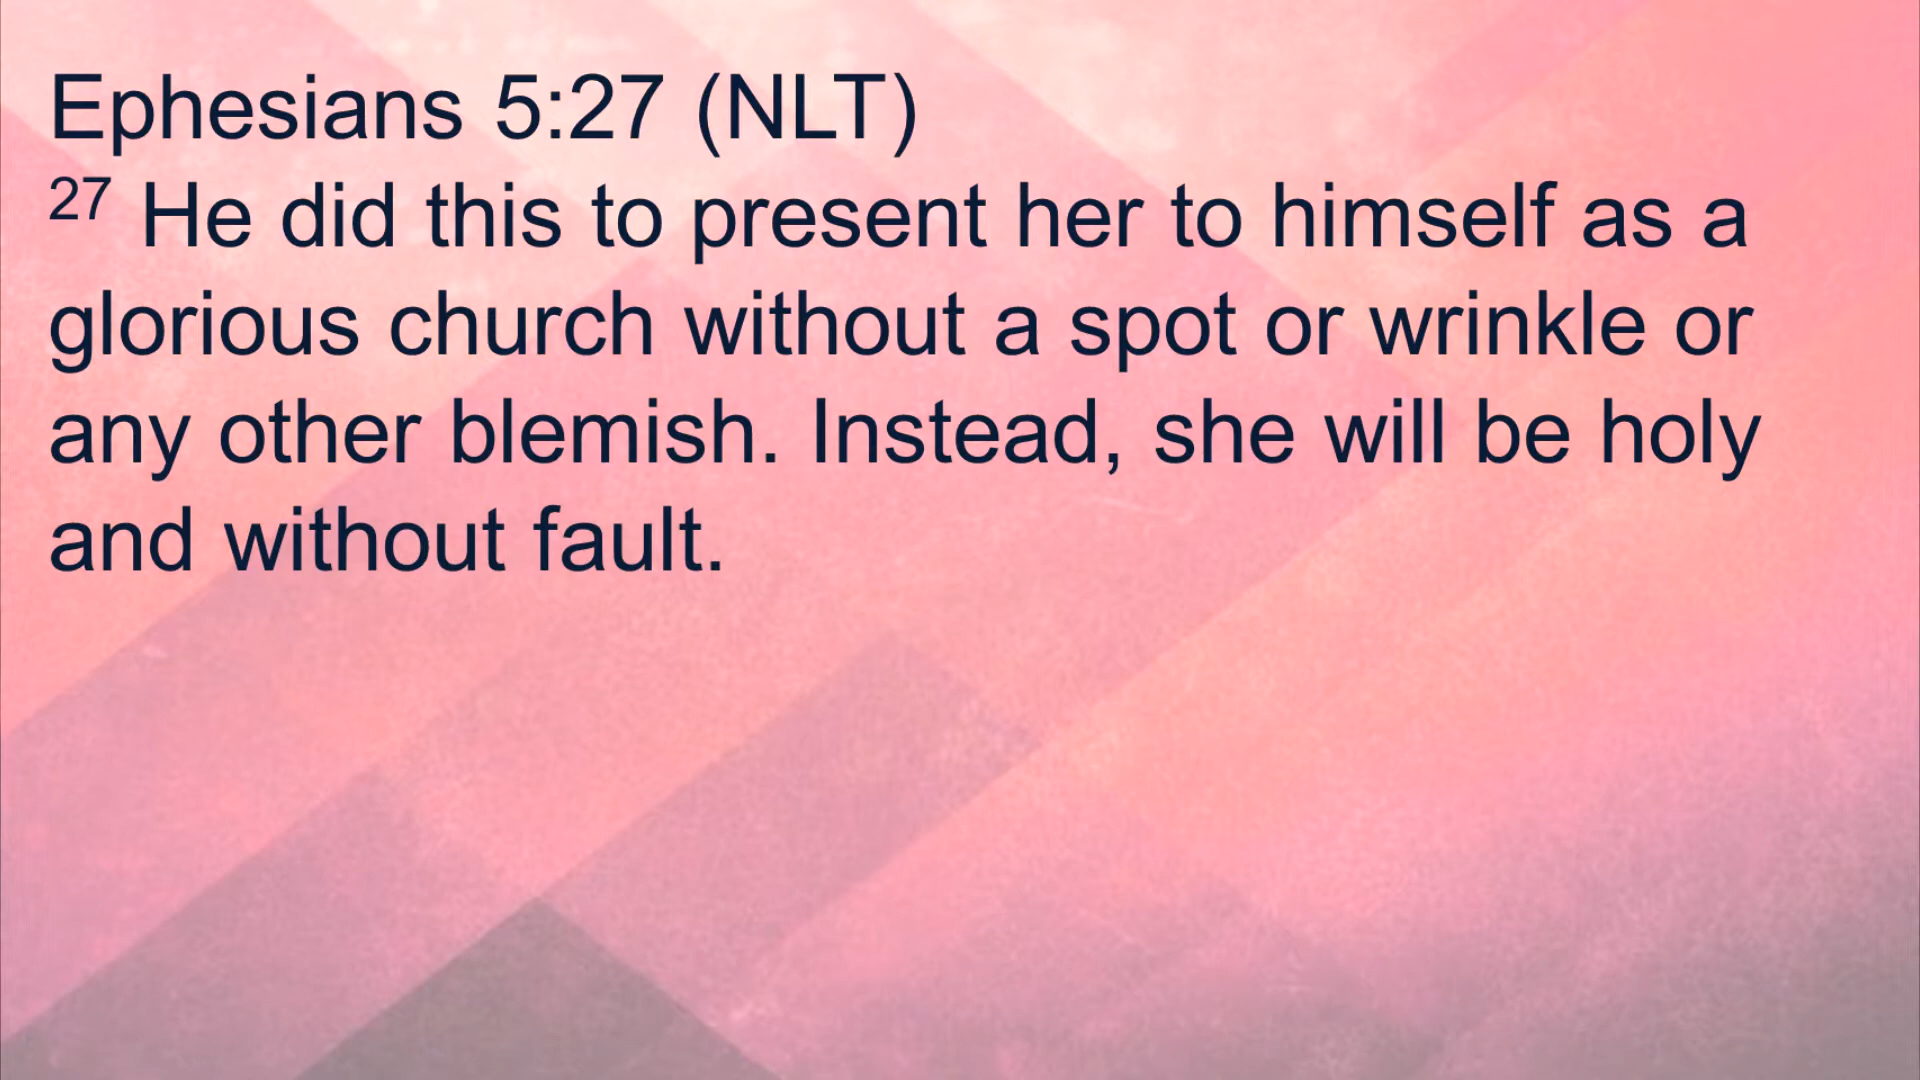 Ephesians 5:27 (NLT)
27 He did this to present her to himself as a
glorious church without a spot or wrinkle or
any other blemish. Instead, she will be holy
and without fault.